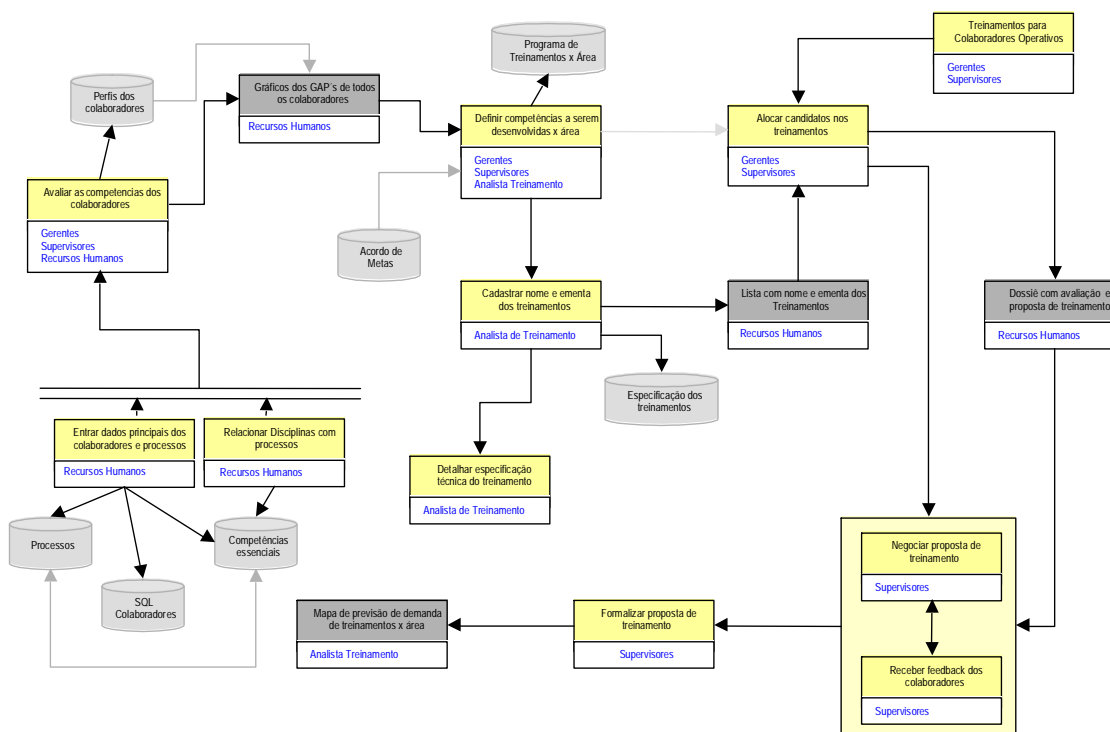 Treinamentos para
Colaboradores Operativos
Gerentes
Supervisores
Programa de
Treinamentos x Área
Perfis dos
colaboradores
Gráficos dos GAP´s de todos
os colaboradores
Recursos Humanos
Definir competências a serem
desenvolvidas x área
Gerentes
Supervisores
Analista Treinamento
Alocar candidatos nos
treinamentos
Gerentes
Supervisores
Avaliar as competencias dos
colaboradores
Gerentes
Supervisores
Recursos Humanos
Acordo de
Metas
Cadastrar nome e ementa
dos treinamentos
Analista de Treinamento
Lista com nome e ementa dos
Treinamentos
Recursos Humanos
Dossiê com avaliação e
proposta de treinamento
Recursos Humanos
Especificação dos
treinamentos
Entrar dados principais dos
colaboradores e processos
Recursos Humanos
Relacionar Disciplinas com
processos
Recursos Humanos
Detalhar especificação
técnica do treinamento
Analista de Treinamento
Processos
Competências
essenciais
SQL
Colaboradores
Negociar proposta de
treinamento
Supervisores
Mapa de previsão de demanda
de treinamentos x área
Analista Treinamento
Formalizar proposta de
treinamento
Supervisores
Receber feedback dos
colaboradores
Supervisores